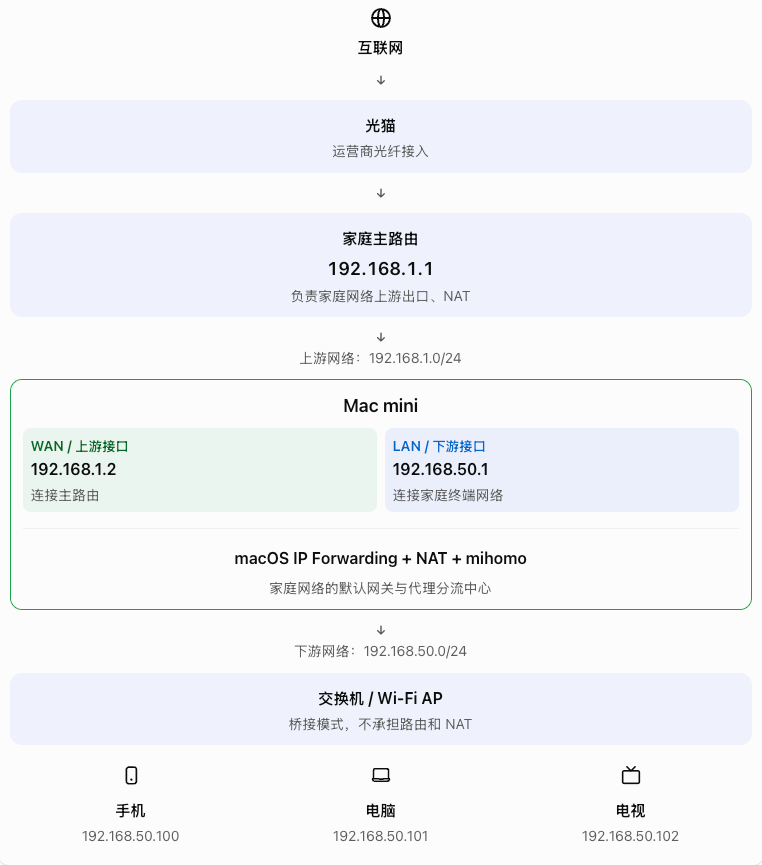 互联网
光猫
运营商光纤接入
家庭主路由
192.168.1.1
负责家庭网络上游出口、NAT
上游网络：192.168.1.0/24
Mac mini
WAN / 上游接口
192.168.1.2
连接主路由
LAN / 下游接口
192.168.50.1
连接家庭终端网络
macOS IP Forwarding + NAT + mihomo
家庭网络的默认网关与代理分流中心
下游网络：192.168.50.0/24
交换机 / Wi-Fi AP
桥接模式，不承担路由和 NAT
手机
192.168.50.100
电脑
192.168.50.101
电视
192.168.50.102